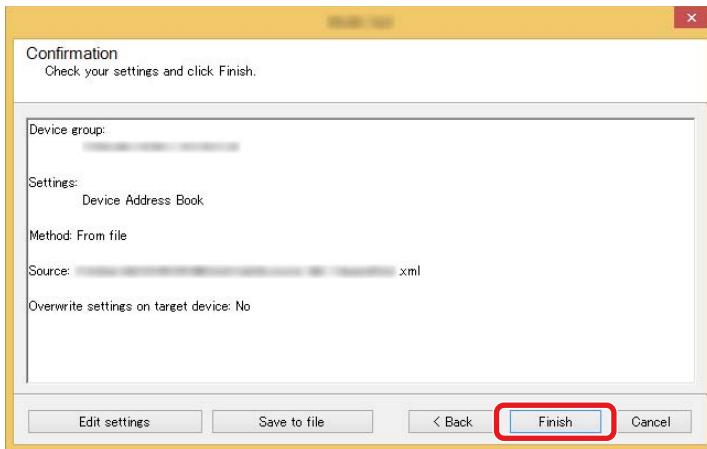 Confirmation
Check your settings and click Finish.
Device group:
Settings:
Device Address Book
Method: From file
Source: .xml
Overwrite settings on target device: No
Edit settings
Save to file
< Back
Finish
Cancel